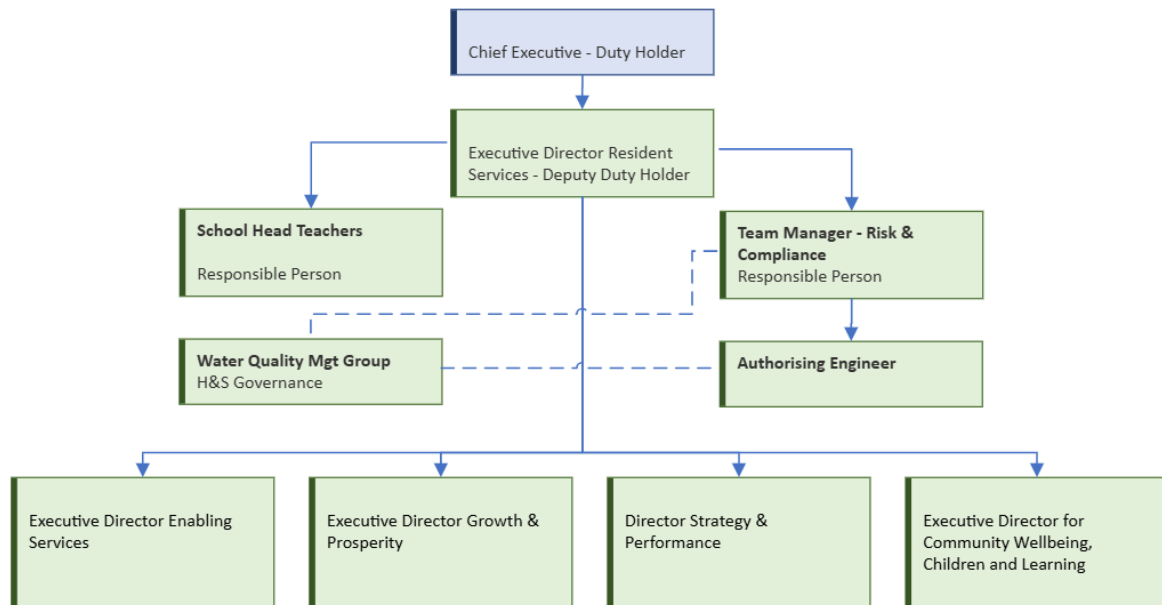 Chief Executive - Duty Holder
Executive Director Resident
Services - Deputy Duty Holder
School Head Teachers
Responsible Person
Team Manager - Risk &
Compliance
Responsible Person
Water Quality Mgt Group
H&S Governance
Authorising Engineer
Executive Director Enabling
Services
Executive Director Growth &
Prosperity
Director Strategy &
Performance
Executive Director for
Community Wellbeing,
Children and Learning